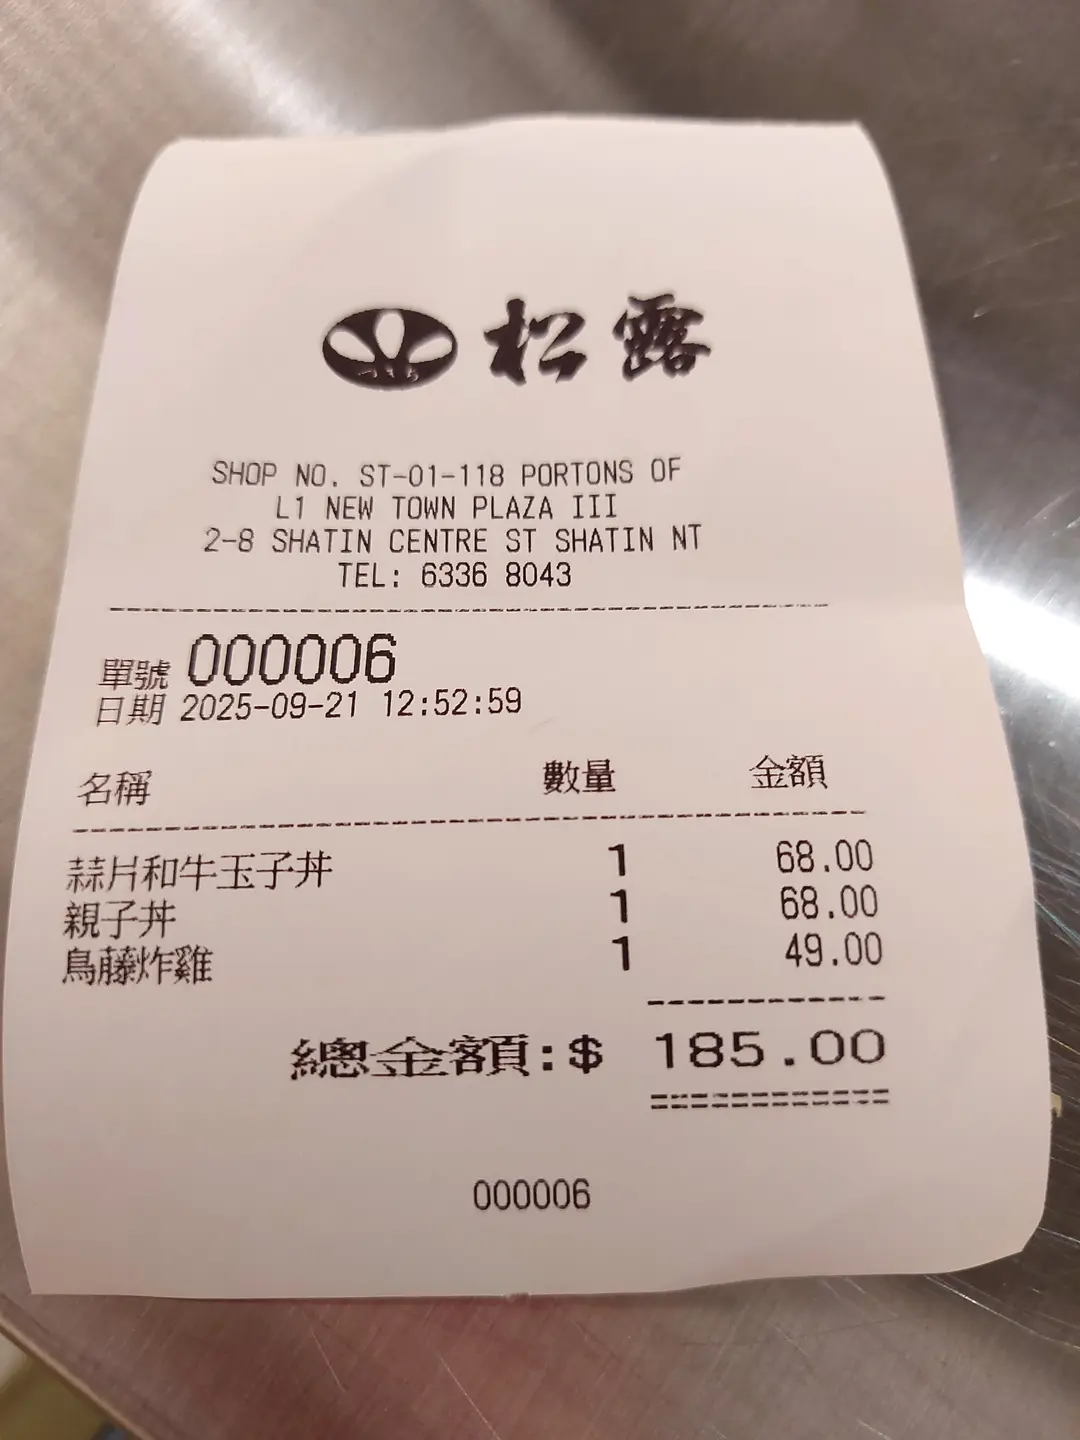 松露
SHOP NO. ST-01-118 PORTONS OF
L1 NEW TOWN PLAZA III
2-8 SHATIN CENTRE ST SHATIN NT
TEL: 6336 8043
單號 000006
日期 2025-09-21 12:52:59
名稱 數量 金額
蒜片和牛玉子丼 1 68.00
親子丼 1 68.00
鳥藤炸雞 1 49.00
總金額:$ 185.00
000006